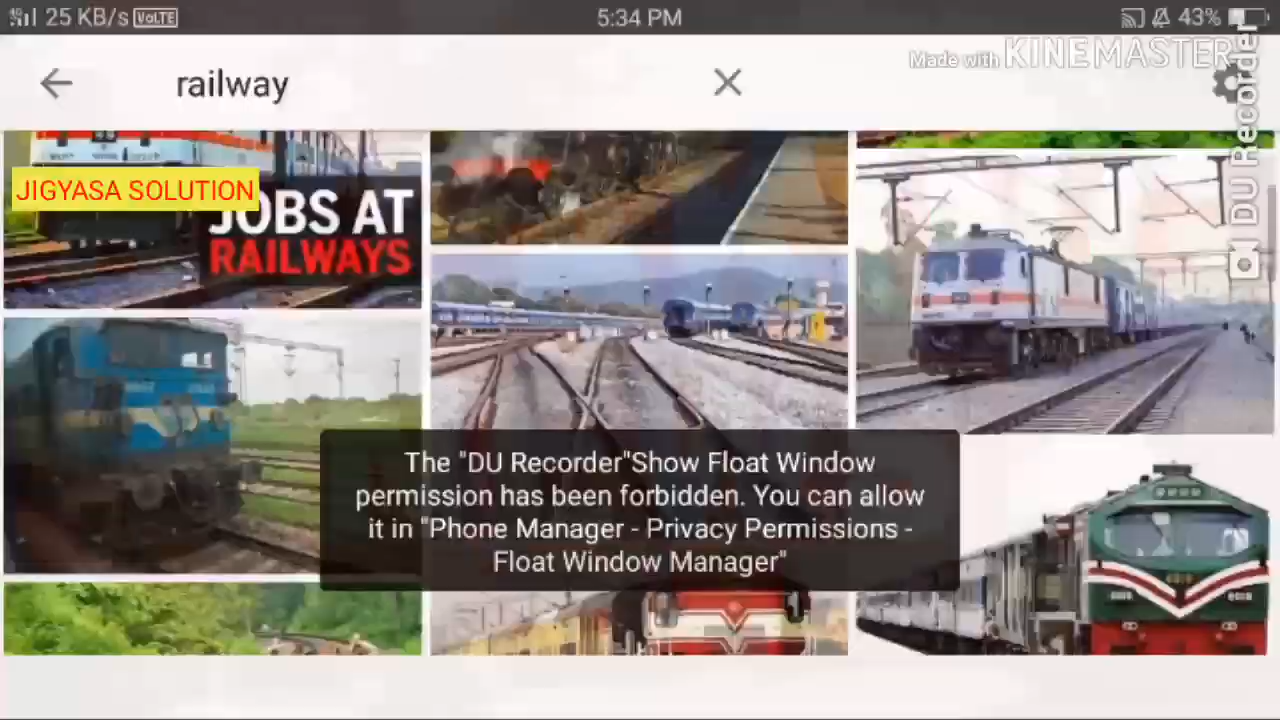 25 KB/s VoLTE
5:34 PM
43%
railway
Made with KINEMASTER
DU Recorder
JIGYASA SOLUTION
JOBS AT
RAILWAYS
The "DU Recorder"Show Float Window
permission has been forbidden. You can allow
it in "Phone Manager - Privacy Permissions -
Float Window Manager"